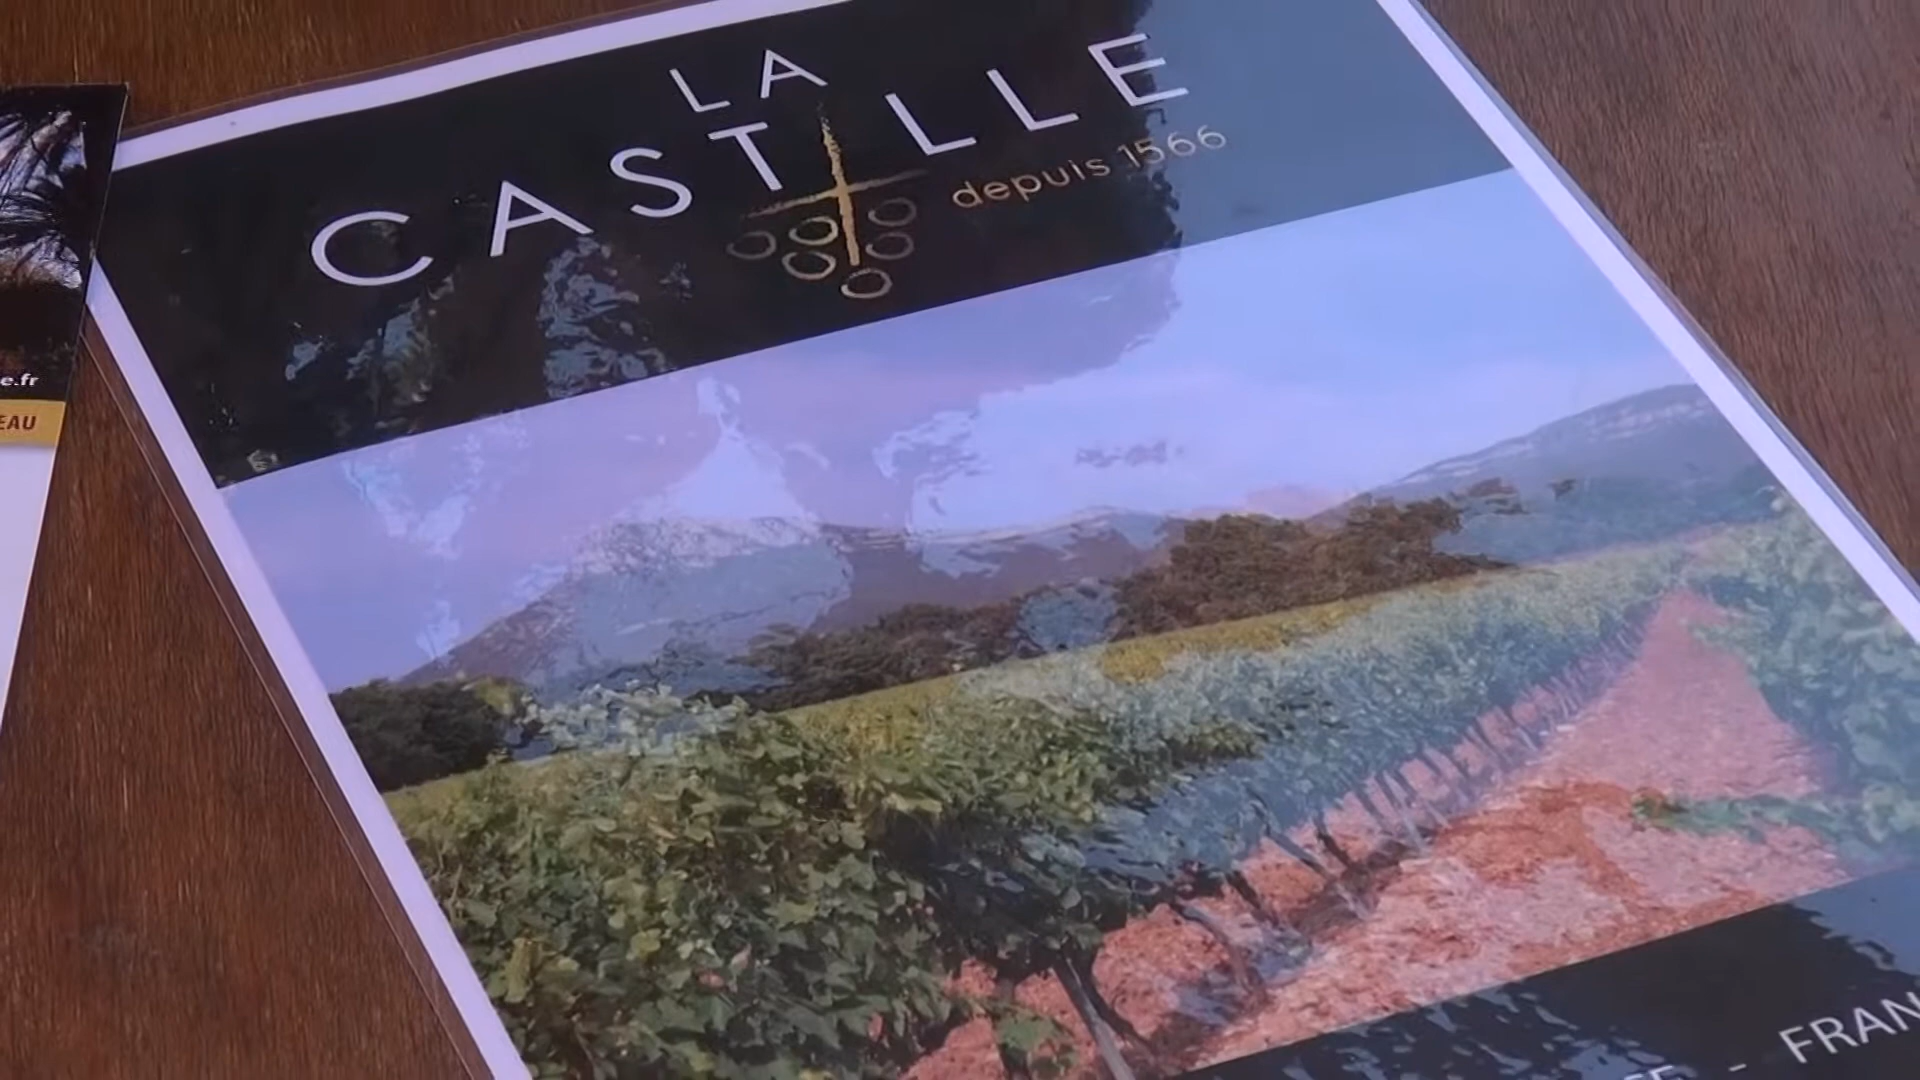 LA
CASTILLE
depuis 1566
e.fr
EAU
- FRAN